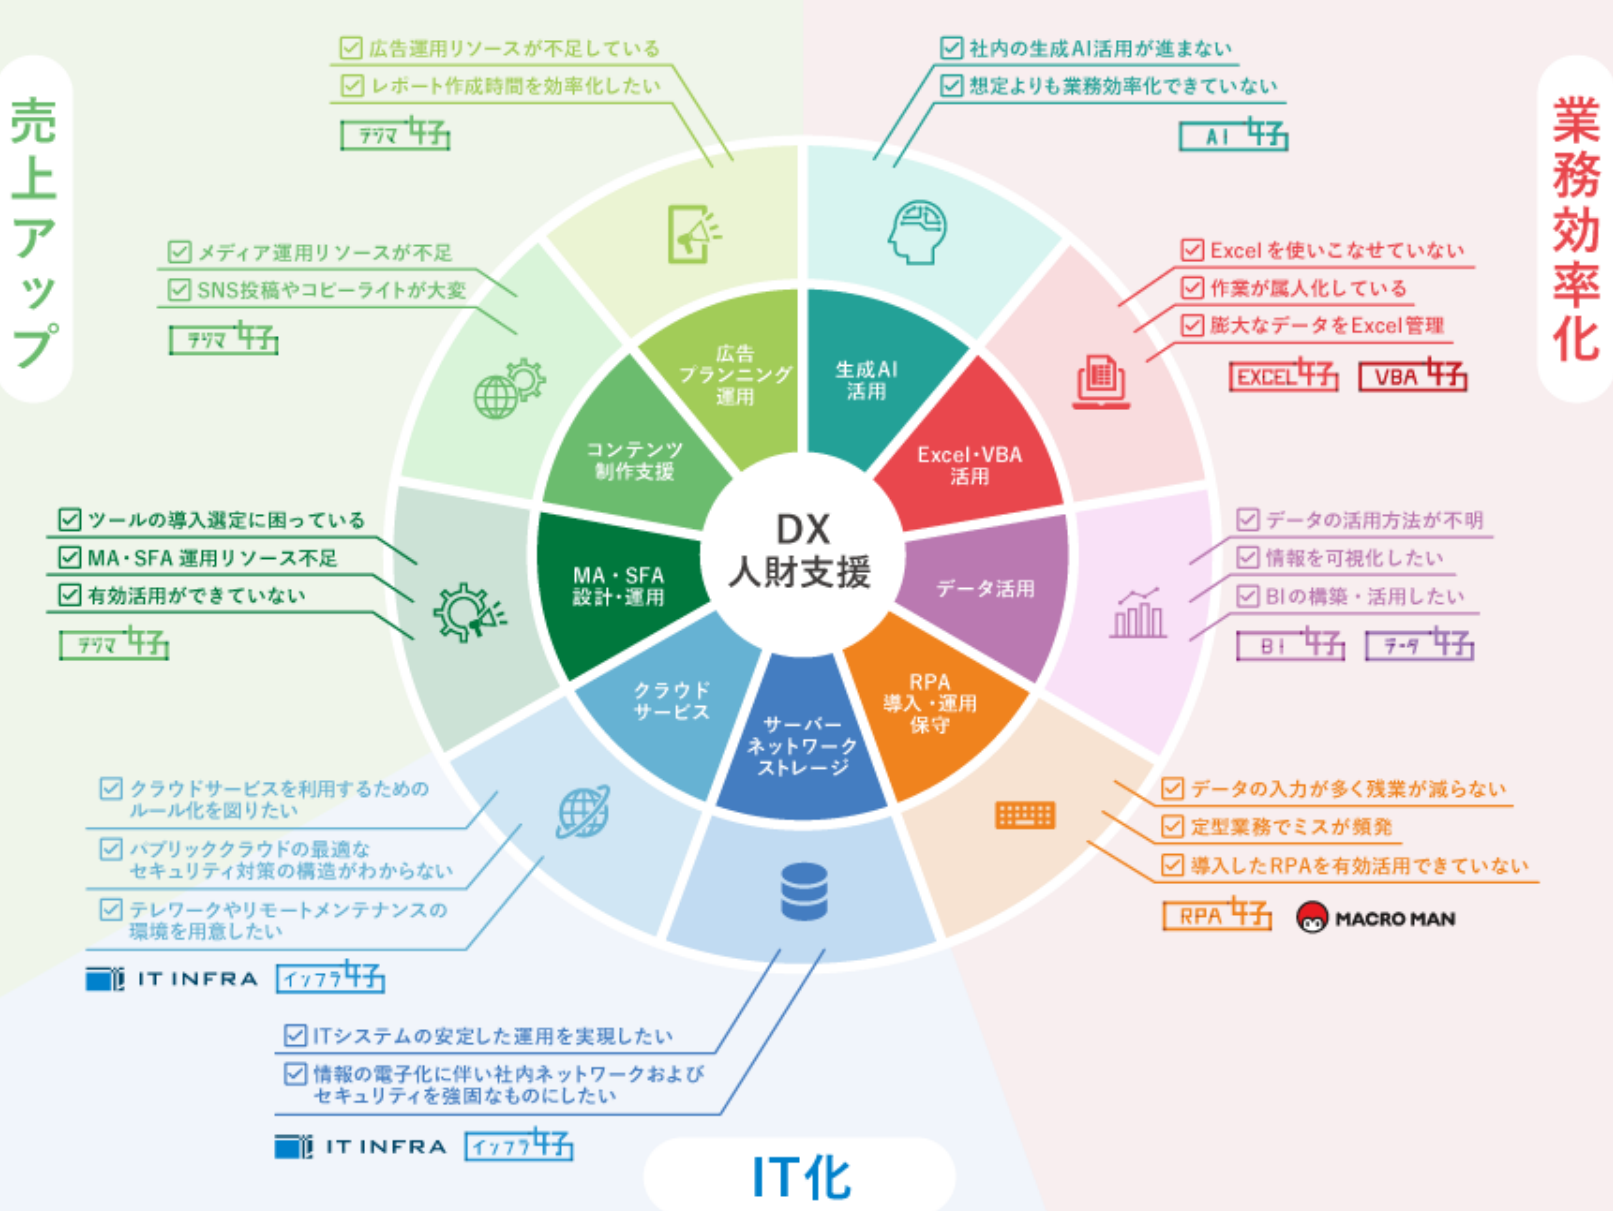 売上アップ
広告運用リソースが不足している
レポート作成時間を効率化したい
デジマ女子
メディア運用リソースが不足
SNS投稿やコピーライトが大変
デジマ女子
ツールの導入選定に困っている
MA・SFA 運用リソース不足
有効活用ができていない
デジマ女子
業務効率化
社内の生成AI活用が進まない
想定よりも業務効率化できていない
AI女子
Excelを使いこなせていない
作業が属人化している
膨大なデータをExcel管理
EXCEL女子 VBA女子
データの活用方法が不明
情報を可視化したい
BIの構築・活用したい
BI女子 データ女子
データの入力が多く残業が減らない
定型業務でミスが頻発
導入したRPAを有効活用できていない
RPA女子 MACRO MAN
DX
人財支援
広告
プランニング
運用
生成AI
活用
コンテンツ
制作支援
Excel・VBA
活用
MA・SFA
設計・運用
データ活用
クラウド
サービス
サーバー
ネットワーク
ストレージ
RPA
導入・運用
保守
クラウドサービスを利用するための
ルール化を図りたい
パブリッククラウドの最適な
セキュリティ対策の構造がわからない
テレワークやリモートメンテナンスの
環境を用意したい
IT INFRA インフラ女子
ITシステムの安定した運用を実現したい
情報の電子化に伴い社内ネットワークおよび
セキュリティを強固なものにしたい
IT INFRA インフラ女子
IT化